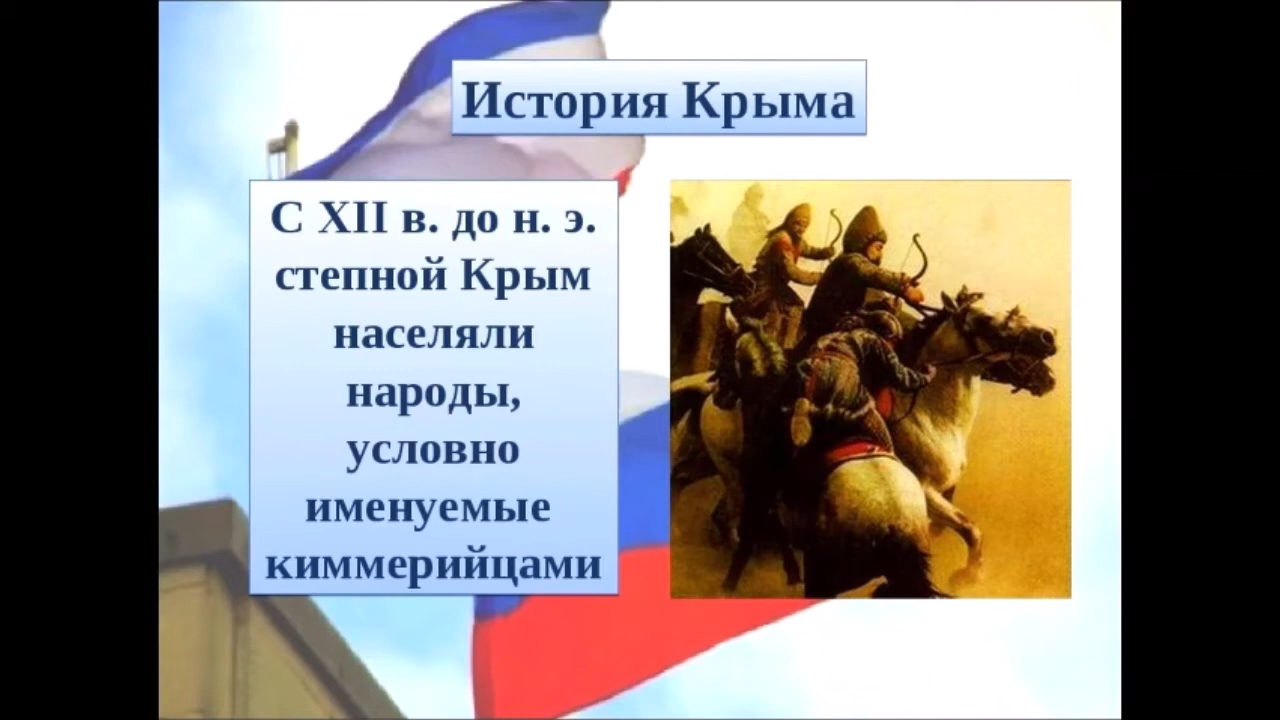 История Крыма
С XII в. до н. э.
степной Крым
населяли
народы,
условно
именуемые
киммерийцами